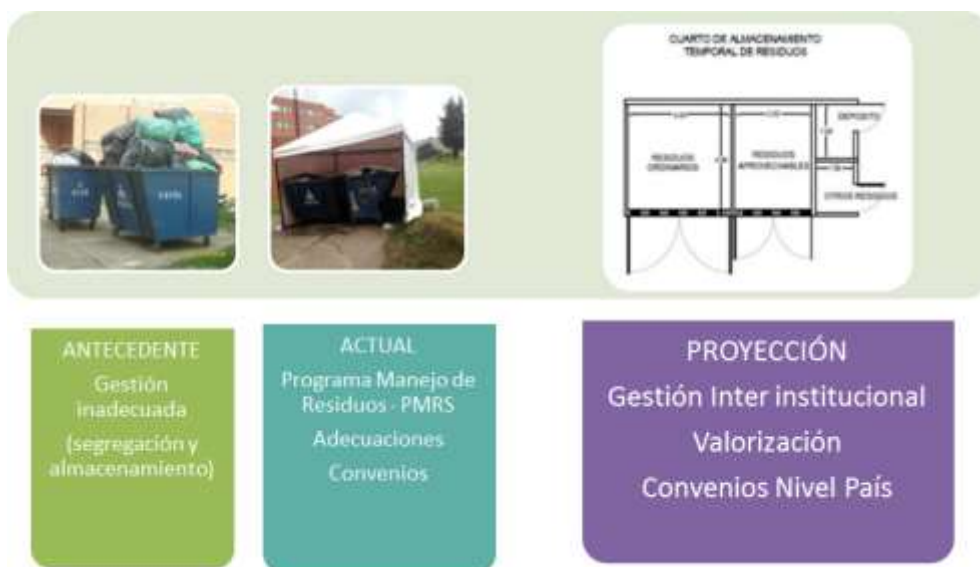 CUARTO DE ALMACENAMIENTO
TEMPORAL DE RESIDUOS
DEPOSITO
RESIDUOS
ORDINARIOS
RESIDUOS
APROVECHABLES
OTROS RESIDUOS
ANTECEDENTE
Gestión
inadecuada
(segregación y
almacenamiento)
ACTUAL
Programa Manejo de
Residuos - PMRS
Adecuaciones
Convenios
PROYECCIÓN
Gestión Inter institucional
Valorización
Convenios Nivel País